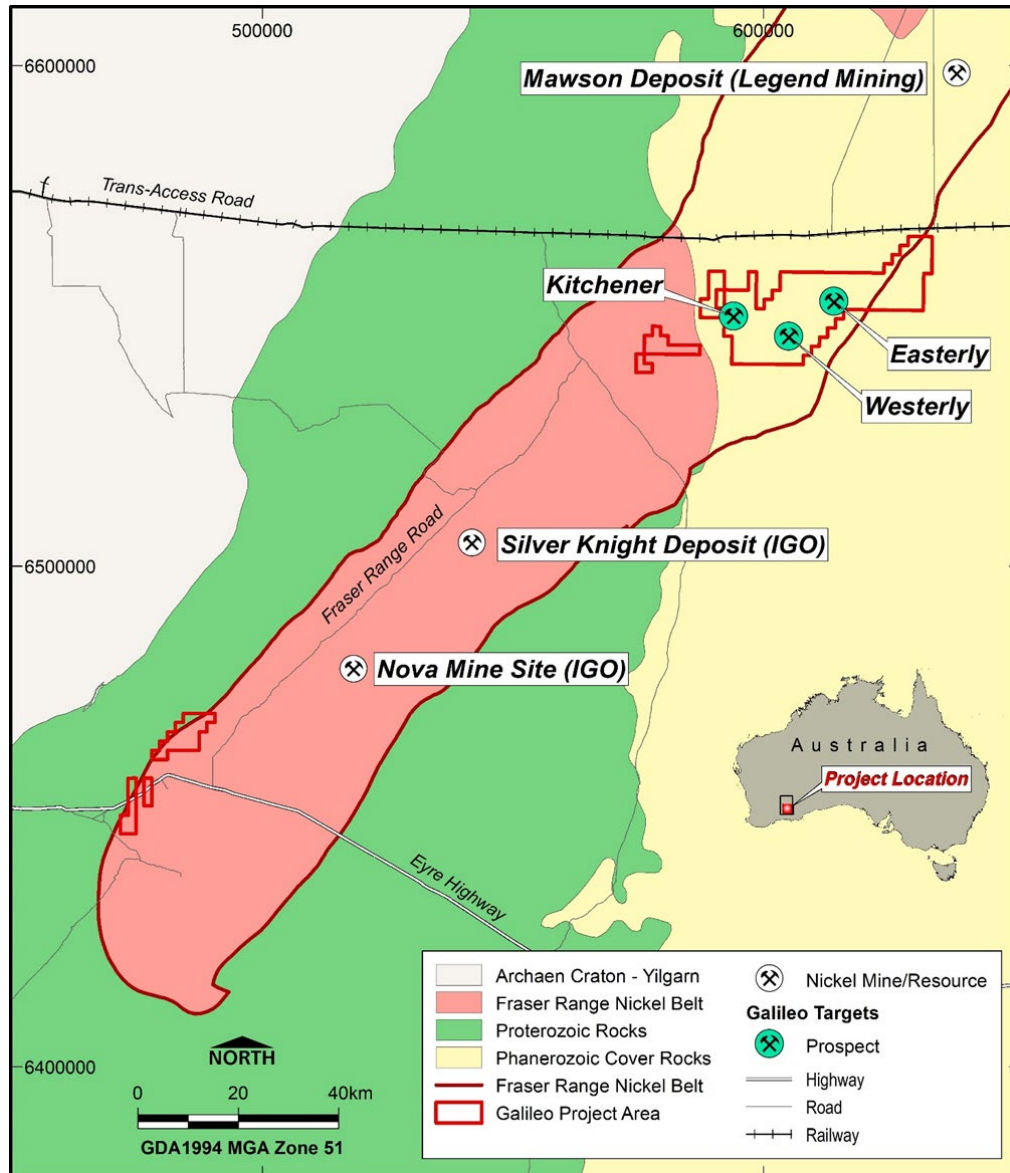 500000
600000
6600000
Mawson Deposit (Legend Mining)
Trans-Access Road
Kitchener
Easterly
Westerly
6500000
Fraser Range Road
Silver Knight Deposit (IGO)
Nova Mine Site (IGO)
Australia
Project Location
Eyre Highway
6400000
NORTH
0 20 40km
GDA1994 MGA Zone 51
Archaen Craton - Yilgarn
Fraser Range Nickel Belt
Proterozoic Rocks
Phanerozoic Cover Rocks
Fraser Range Nickel Belt
Galileo Project Area
Nickel Mine/Resource
Galileo Targets
Prospect
Highway
Road
Railway